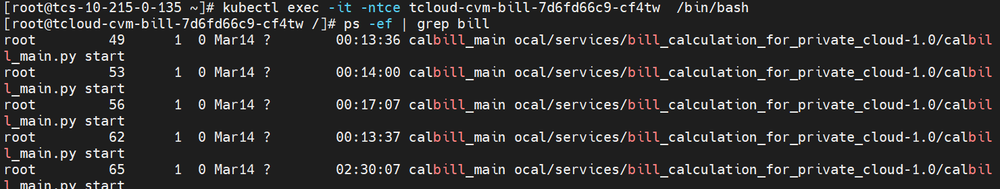 [root@tcs-10-215-0-135 ~]# kubectl exec -it -ntce tcloud-cvm-bill-7d6fd66c9-cf4tw  /bin/bash
[root@tcloud-cvm-bill-7d6fd66c9-cf4tw /]# ps -ef | grep bill
root         49      1  0 Mar14 ?        00:13:36 calbill_main ocal/services/bill_calculation_for_private_cloud-1.0/calbil
l_main.py start
root         53      1  0 Mar14 ?        00:14:00 calbill_main ocal/services/bill_calculation_for_private_cloud-1.0/calbil
l_main.py start
root         56      1  0 Mar14 ?        00:17:07 calbill_main ocal/services/bill_calculation_for_private_cloud-1.0/calbil
l_main.py start
root         62      1  0 Mar14 ?        00:13:37 calbill_main ocal/services/bill_calculation_for_private_cloud-1.0/calbil
l_main.py start
root         65      1  0 Mar14 ?        02:30:07 calbill_main ocal/services/bill_calculation_for_private_cloud-1.0/calbil
l_main.py start